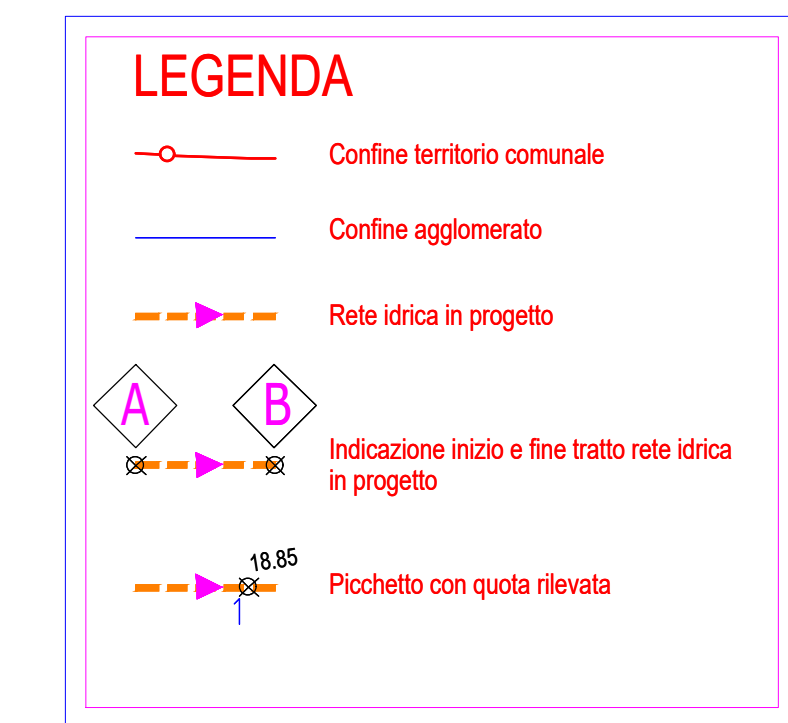 LEGENDA
Confine territorio comunale
Confine agglomerato
Rete idrica in progetto
A B
Indicazione inizio e fine tratto rete idrica
in progetto
18.85
Picchetto con quota rilevata
1